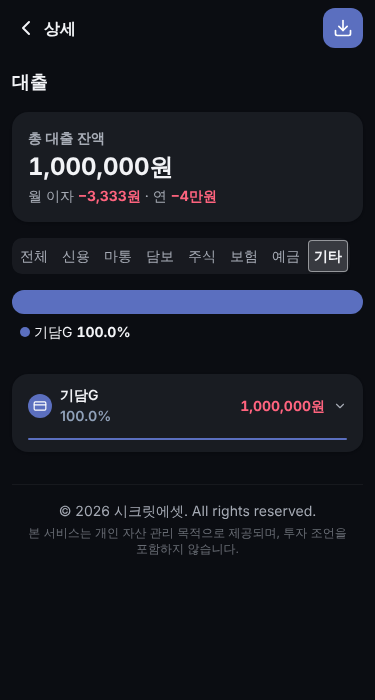 상세
대출
총 대출 잔액
1,000,000원
월 이자 −3,333원 · 연 −4만원
전체 신용 마통 담보 주식 보험 예금 기타
기담G 100.0%
기담G
100.0%
1,000,000원
© 2026 시크릿에셋. All rights reserved.
본 서비스는 개인 자산 관리 목적으로 제공되며, 투자 조언을
포함하지 않습니다.